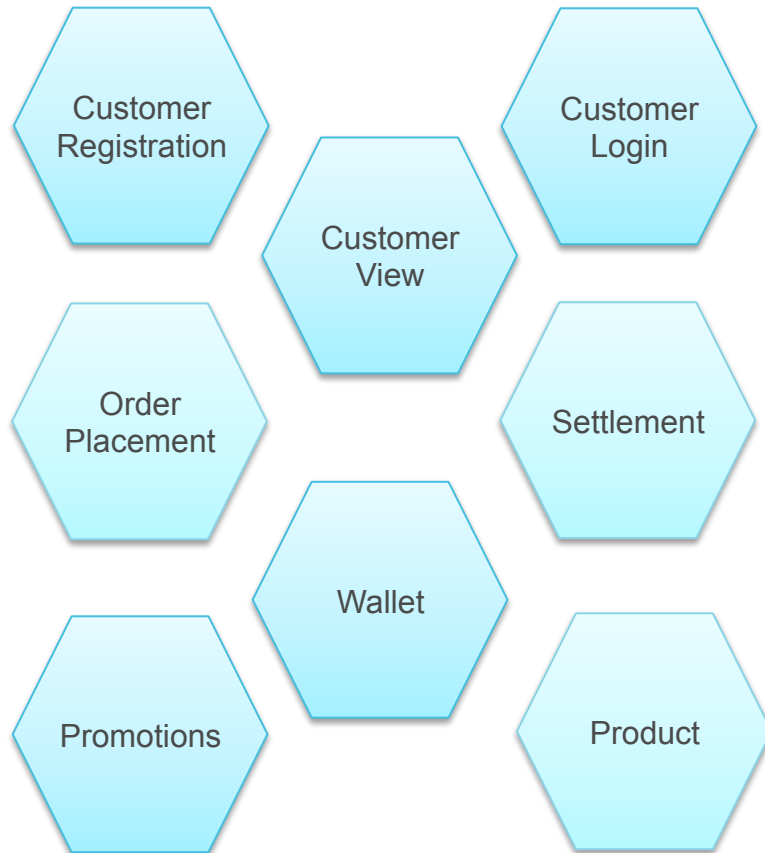 Customer
Registration
Customer
Login
Customer
View
Order
Placement
Settlement
Wallet
Promotions
Product